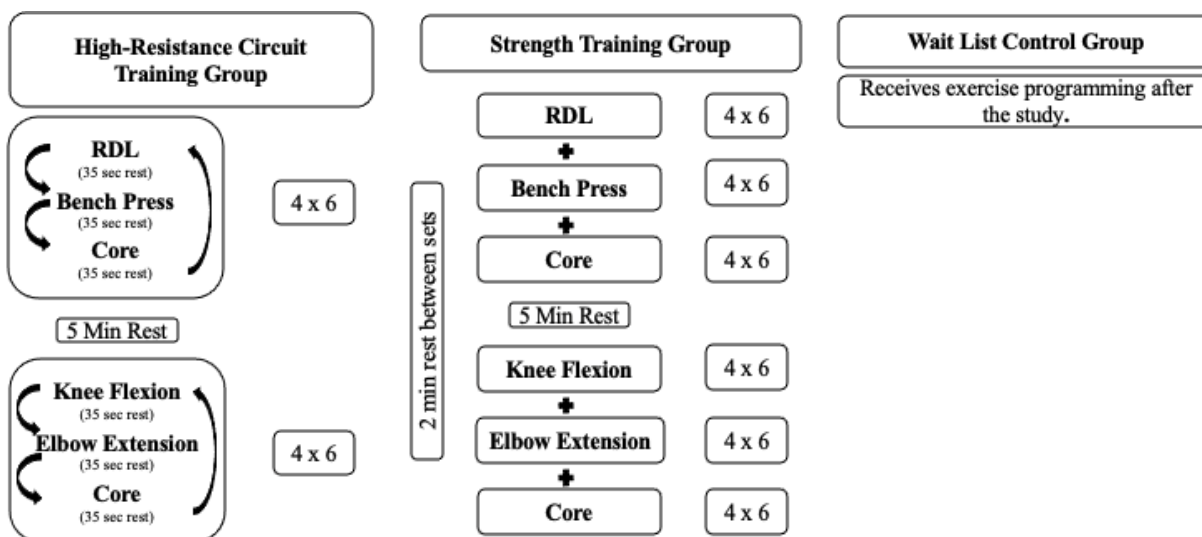 High-Resistance Circuit
Training Group
RDL
(35 sec rest)
Bench Press
(35 sec rest)
Core
(35 sec rest)
4 x 6
5 Min Rest
Knee Flexion
(35 sec rest)
Elbow Extension
(35 sec rest)
Core
(35 sec rest)
4 x 6
Strength Training Group
2 min rest between sets
RDL
4 x 6
+
Bench Press
4 x 6
+
Core
4 x 6
5 Min Rest
Knee Flexion
4 x 6
+
Elbow Extension
4 x 6
+
Core
4 x 6
Wait List Control Group
Receives exercise programming after
the study.